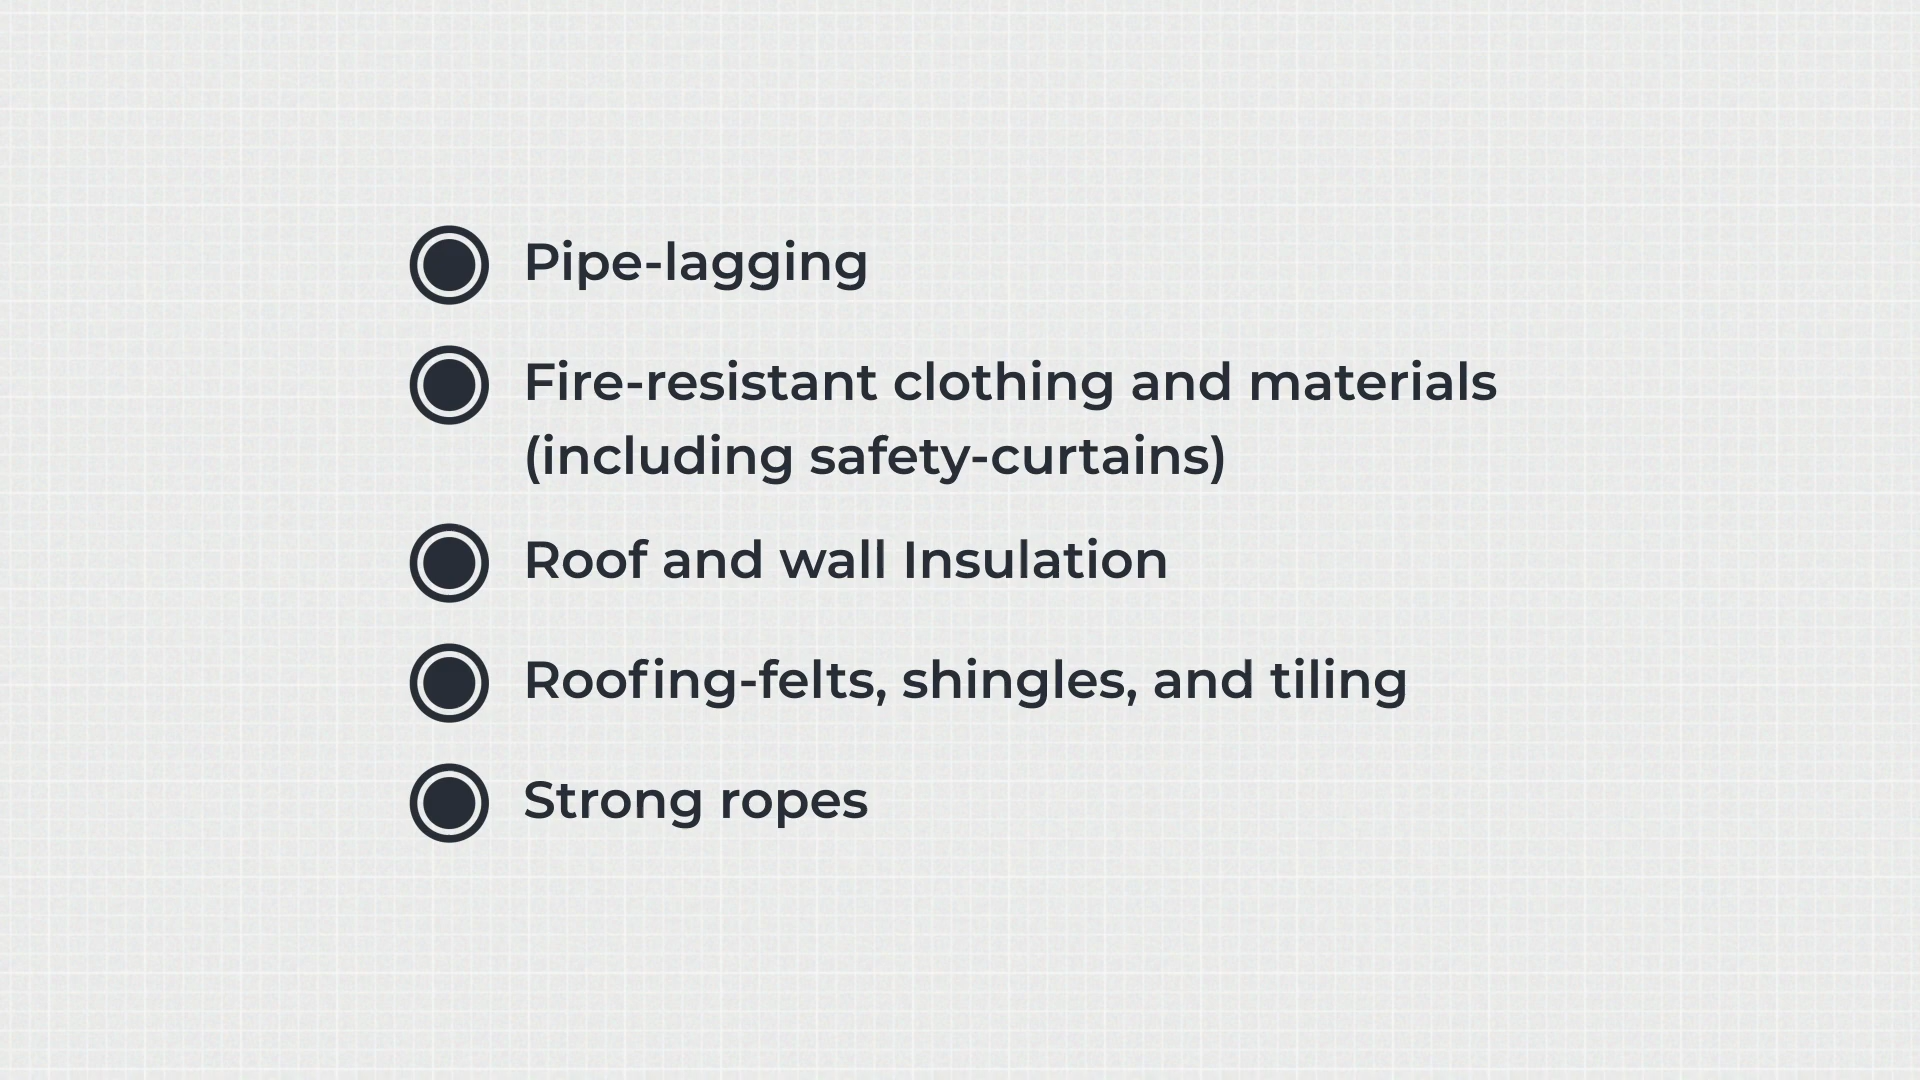 Pipe-lagging
Fire-resistant clothing and materials
(including safety-curtains)
Roof and wall Insulation
Roofing-felts, shingles, and tiling
Strong ropes